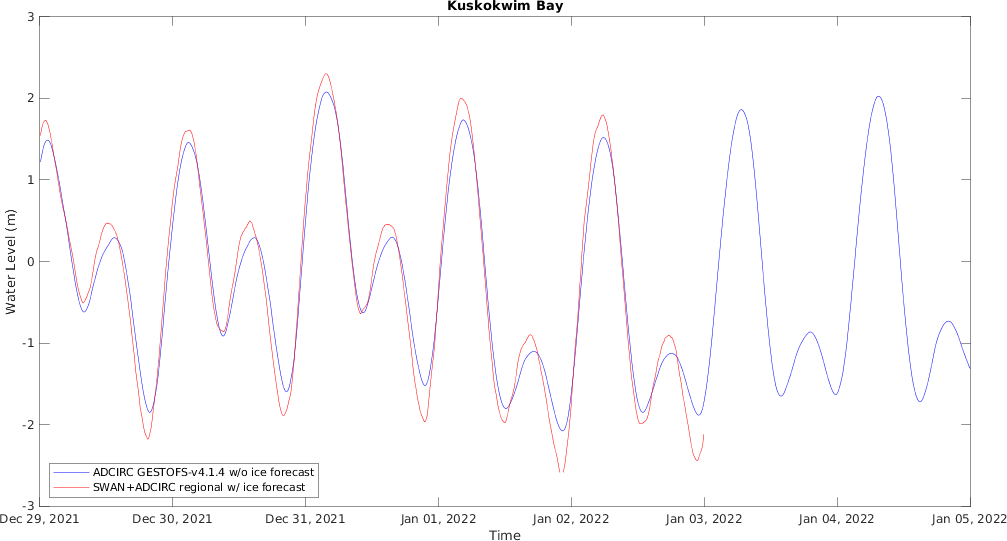 Kuskokwim Bay
3
2
1
0
-1
-2
-3
Water Level (m)
ADCIRC GESTOFS-v4.1.4 w/o ice forecast
SWAN+ADCIRC regional w/ ice forecast
Dec 29, 2021 Dec 30, 2021 Dec 31, 2021 Jan 01, 2022 Jan 02, 2022 Jan 03, 2022 Jan 04, 2022 Jan 05, 2022
Time